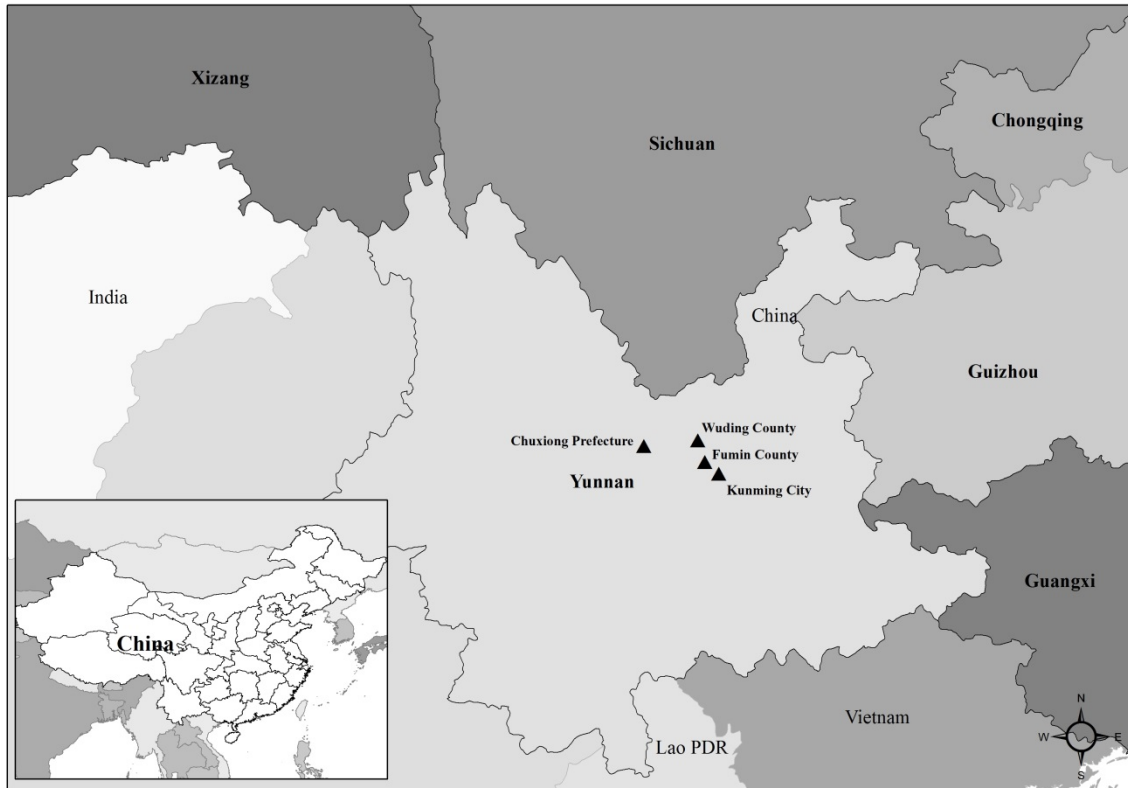 Xizang
Chongqing
Sichuan
India
China
Guizhou
Wuding County
Chuxiong Prefecture
Fumin County
Yunnan
Kunming City
Guangxi
China
Vietnam
Lao PDR
N
W
E
S